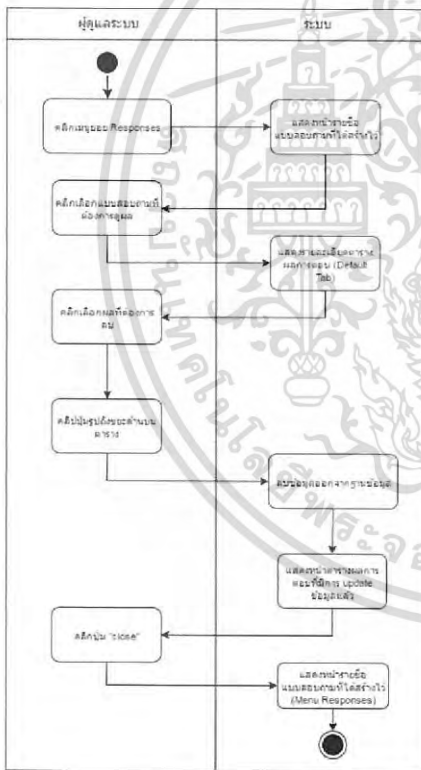 ผู้ดูแลระบบ
ระบบ
คลิกเมนูย่อย Responses
แสดงหน้ารายชื่อ
แบบสอบถามที่ได้สร้างไว้
คลิกเลือกแบบสอบถามที่
ต้องการดูผล
แสดงรายละเอียดตาราง
ผลการตอบ (Default
Tab)
คลิกเลือกผลที่ต้องการ
ลบ
คลิปปุ่มรูปถังขยะด้านบน
ตาราง
ลบข้อมูลออกจากฐานข้อมูล
แสดงหน้าตารางผลการ
ตอบที่มีการ update
ข้อมูลแล้ว
คลิกปุ่ม "close"
แสดงหน้ารายชื่อ
แบบสอบถามที่ได้สร้างไว้
(Menu Responses)